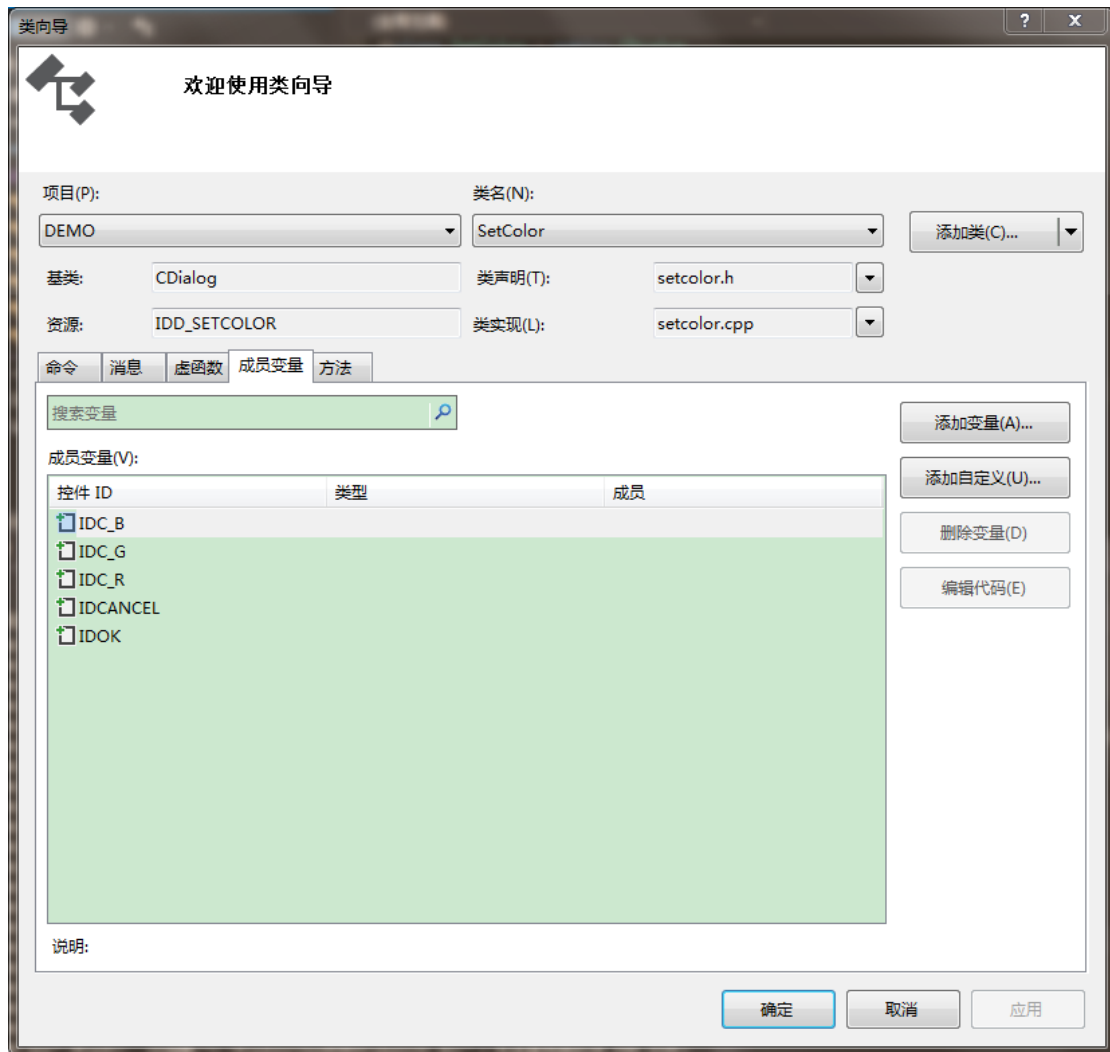 类向导
欢迎使用类向导
项目(P):
类名(N):
DEMO
SetColor
添加类(C)...
基类:
CDialog
类声明(T):
setcolor.h
资源:
IDD_SETCOLOR
类实现(L):
setcolor.cpp
命令 消息 虚函数 成员变量 方法
搜索变量
添加变量(A)...
成员变量(V):
添加自定义(U)...
控件 ID 类型 成员
IDC_B
删除变量(D)
IDC_G
IDC_R
编辑代码(E)
IDCANCEL
IDOK
说明:
确定 取消 应用